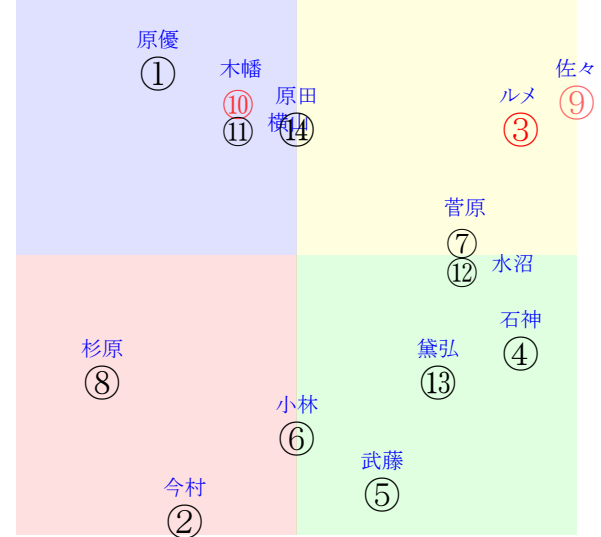 原優
①
木幡
⑩
⑪
原田
⑭
ルメ
③
佐々
⑨
菅原
⑦
⑫
水沼
石神
④
黛弘
⑬
杉原
⑧
小林
⑥
武藤
⑤
今村
②